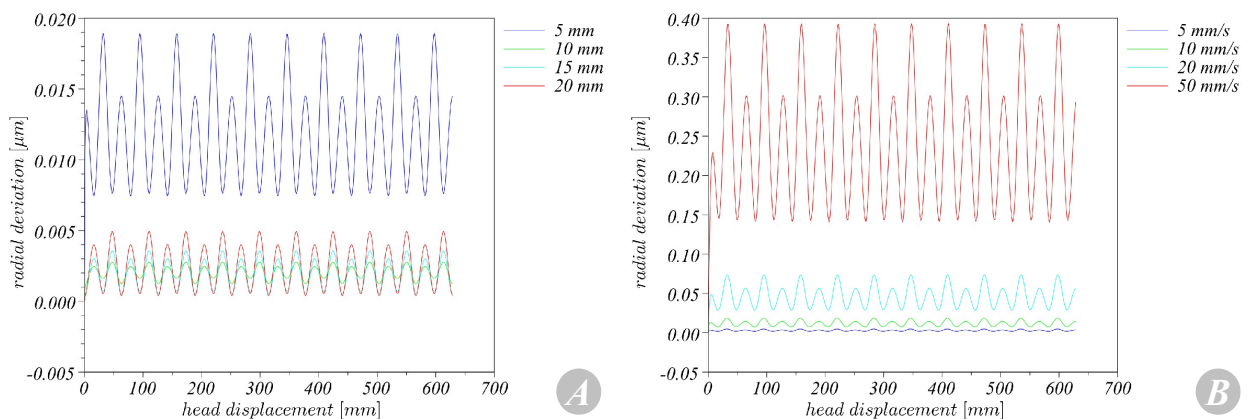 0.020
0.015
0.010
0.005
0.000
-0.005
radial deviation [µm]
0 100 200 300 400 500 600 700
head displacement [mm]
5 mm
10 mm
15 mm
20 mm
A
0.40
0.35
0.30
0.25
0.20
0.15
0.10
0.05
0.00
-0.05
radial deviation [µm]
0 100 200 300 400 500 600 700
head displacement [mm]
5 mm/s
10 mm/s
20 mm/s
50 mm/s
B